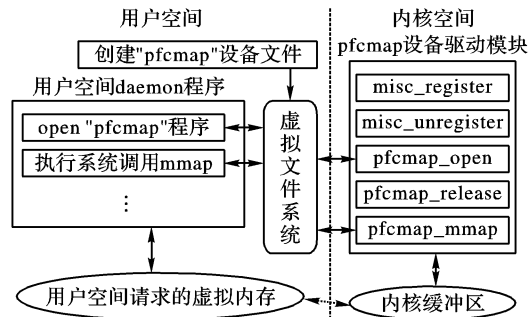 用户空间
内核空间
pfcmap设备驱动模块
创建"pfcmap"设备文件
用户空间daemon程序
open "pfcmap"程序
执行系统调用mmap
⋮
虚拟文件系统
misc_register
misc_unregister
pfcmap_open
pfcmap_release
pfcmap_mmap
用户空间请求的虚拟内存
内核缓冲区